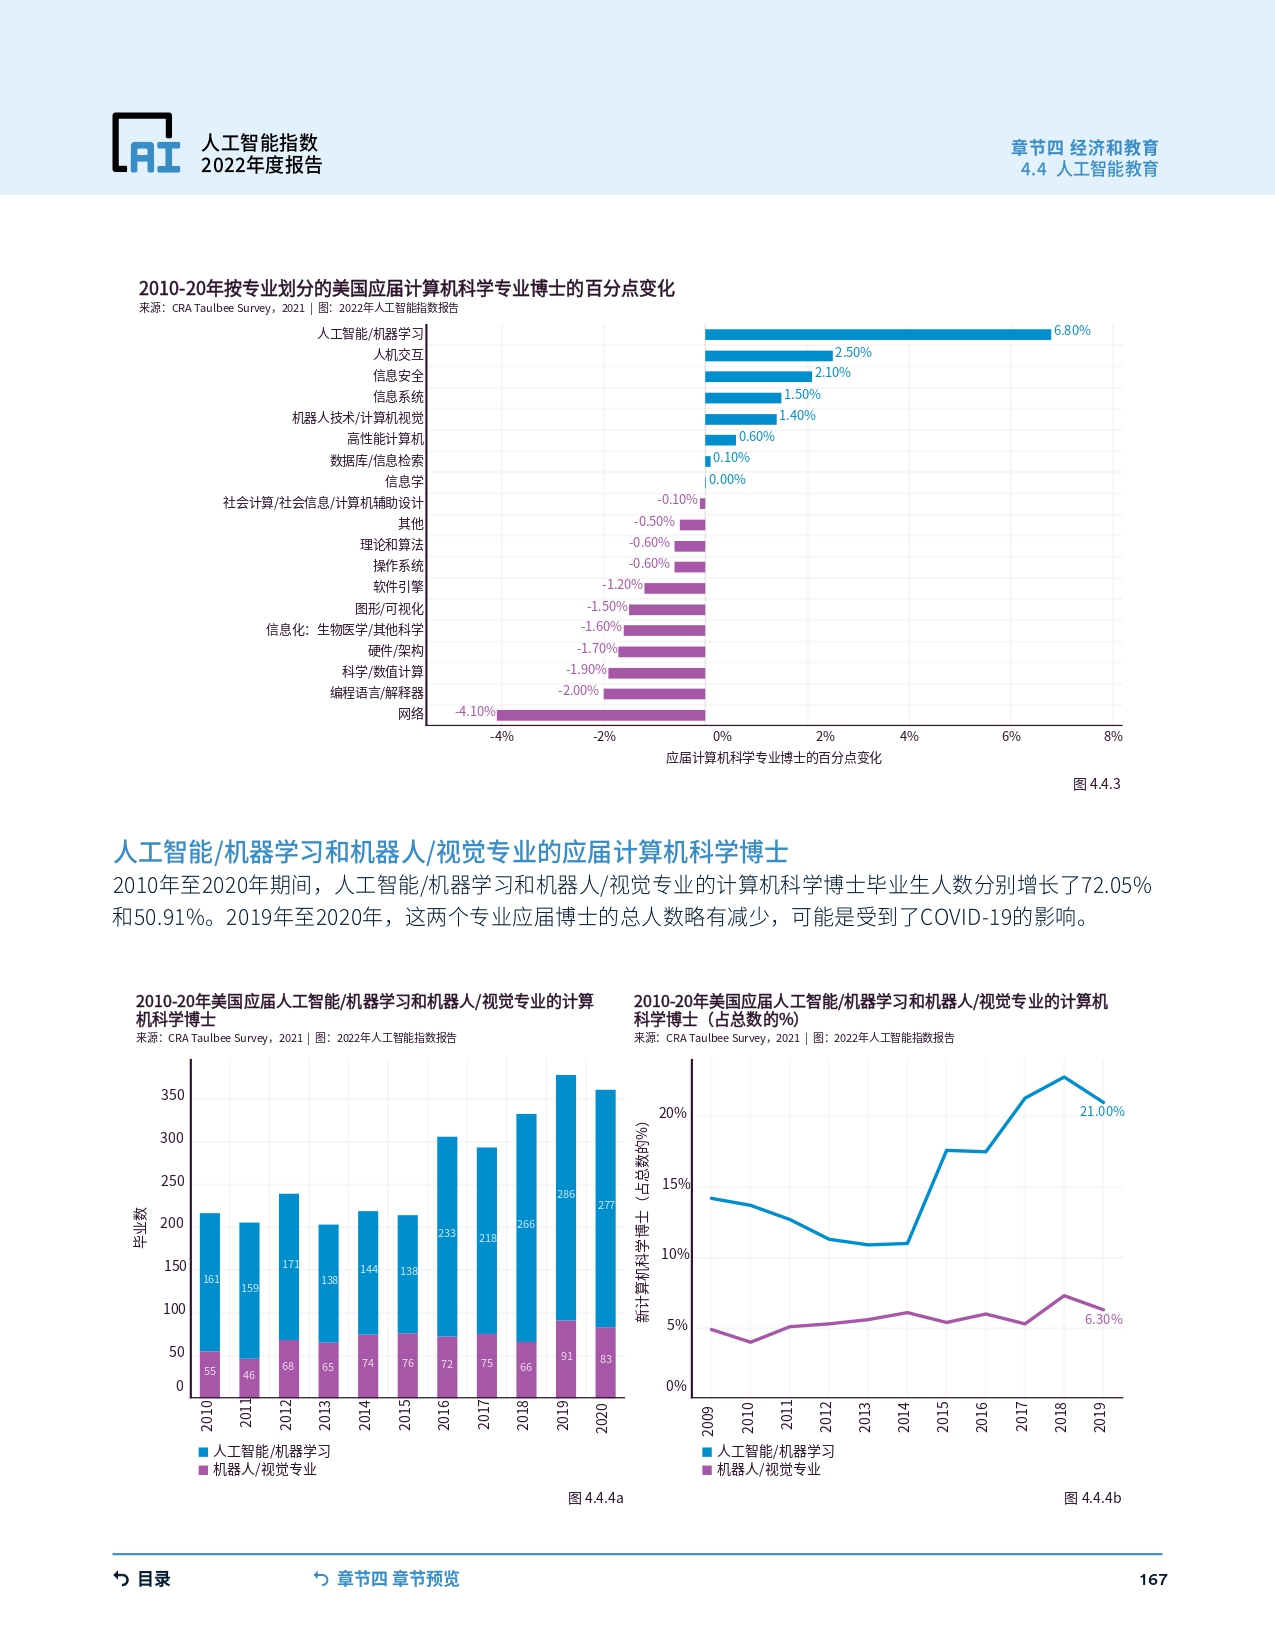 人工智能指数
2022年度报告
章节四 经济和教育
4.4 人工智能教育
2010-20年按专业划分的美国应届计算机科学专业博士的百分点变化
来源：CRA Taulbee Survey，2021 | 图：2022年人工智能指数报告
人工智能/机器学习 6.80%
人机交互 2.50%
信息安全 2.10%
信息系统 1.50%
机器人技术/计算机视觉 1.40%
高性能计算机 0.60%
数据库/信息检索 0.10%
信息学 0.00%
社会计算/社会信息/计算机辅助设计 -0.10%
其他 -0.50%
理论和算法 -0.60%
操作系统 -0.60%
软件引擎 -1.20%
图形/可视化 -1.50%
信息化：生物医学/其他科学 -1.60%
硬件/架构 -1.70%
科学/数值计算 -1.90%
编程语言/解释器 -2.00%
网络 -4.10%
-4% -2% 0% 2% 4% 6% 8%
应届计算机科学专业博士的百分点变化
图 4.4.3
人工智能/机器学习和机器人/视觉专业的应届计算机科学博士
2010年至2020年期间，人工智能/机器学习和机器人/视觉专业的计算机科学博士毕业生人数分别增长了72.05%
和50.91%。2019年至2020年，这两个专业应届博士的总人数略有减少，可能是受到了COVID-19的影响。
2010-20年美国应届人工智能/机器学习和机器人/视觉专业的计算
机科学博士
来源：CRA Taulbee Survey，2021 | 图：2022年人工智能指数报告
毕业数
350
300
250
200
150
100
50
0
161 159 171 138 144 138 233 218 266 286 277
55 46 68 65 74 76 72 75 66 91 83
2010 2011 2012 2013 2014 2015 2016 2017 2018 2019 2020
人工智能/机器学习
机器人/视觉专业
图 4.4.4a
2010-20年美国应届人工智能/机器学习和机器人/视觉专业的计算机
科学博士（占总数的%）
来源：CRA Taulbee Survey，2021 | 图：2022年人工智能指数报告
新计算机科学博士（占总数的%）
20%
15%
10%
5%
0%
21.00%
6.30%
2009 2010 2011 2012 2013 2014 2015 2016 2017 2018 2019
人工智能/机器学习
机器人/视觉专业
图 4.4.4b
目录
章节四 章节预览
167